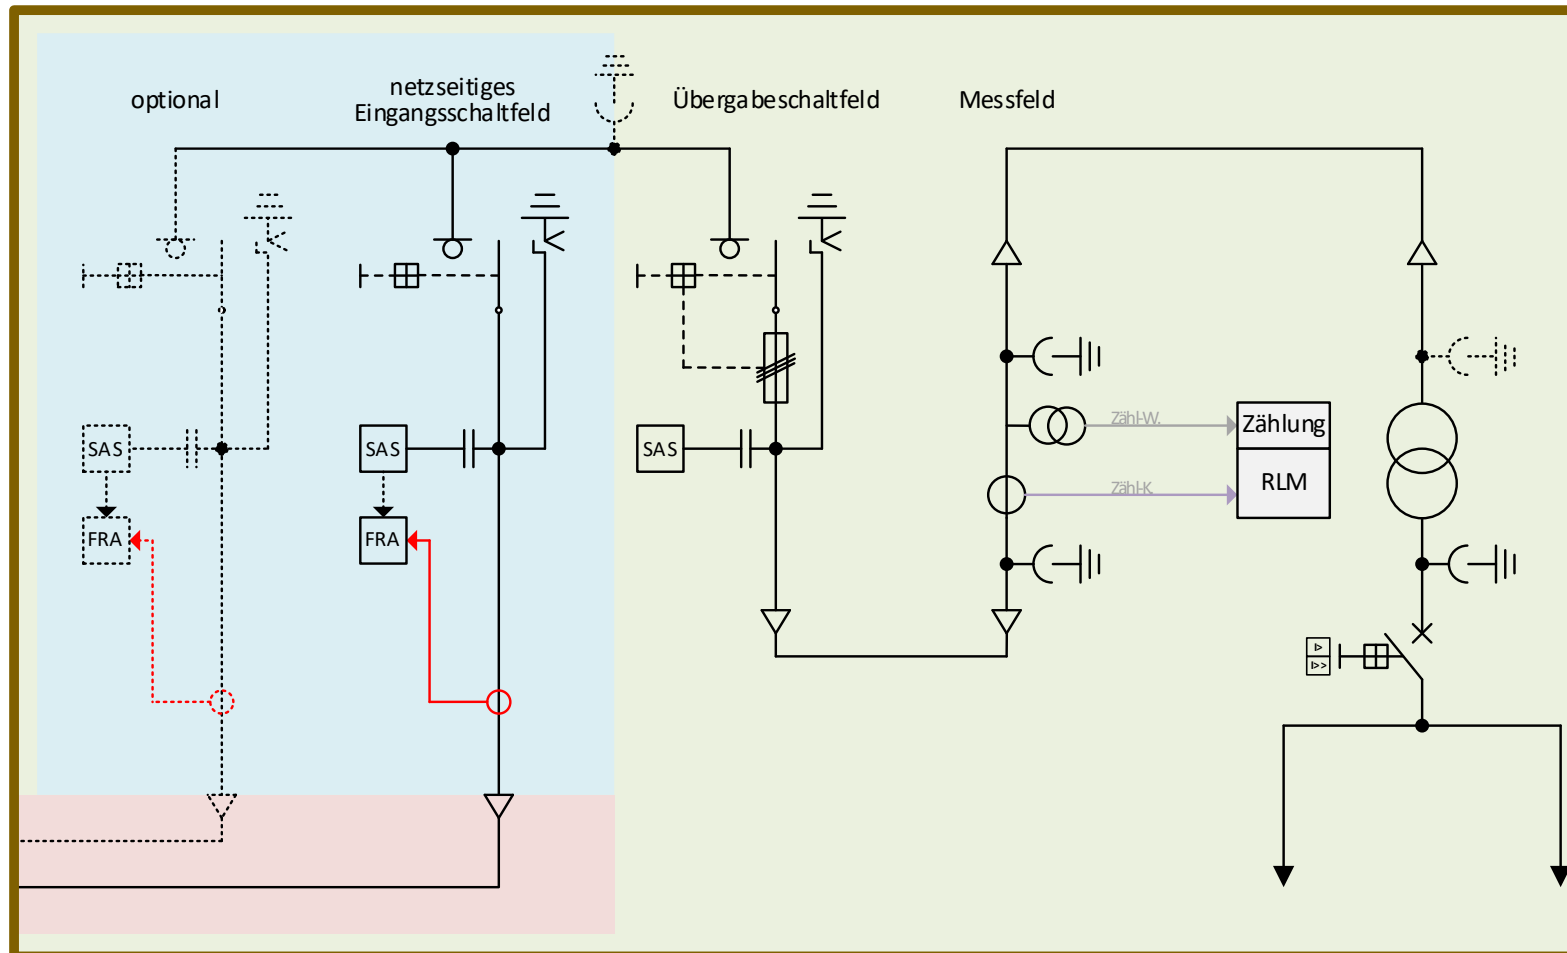 optional
netzseitiges
Eingangsschaltfeld
Übergabeschaltfeld
Messfeld
SAS
SAS
SAS
FRA
FRA
Zähl-W.
Zählung
Zähl-K.
RLM
I>
I>>